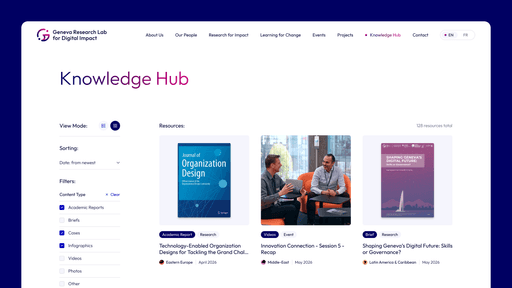 Geneva Research Lab
for Digital Impact
About Us
Our People
Research for Impact
Learning for Change
Events
Projects
Knowledge Hub
Contact
EN
FR
Knowledge Hub
View Mode:
Resources:
128 resources total
Sorting:
Date: from newest
Filters:
Content Type
× Clear
Academic Reports
Briefs
Cases
Infographics
Videos
Photos
Other
Journal of
Organization
Design
SHAPING GENEVA'S
DIGITAL FUTURE:
Academic Report
Research
Technology-Enabled Organization
Designs for Tackling the Grand Chal...
Eastern Europe
April 2026
Videos
Event
Innovation Connection - Session 5 -
Recap
Middle-East
May 2026
Brief
Research
Shaping Geneva's Digital Future: Skills
or Governance?
Latin America & Caribbean
May 2026